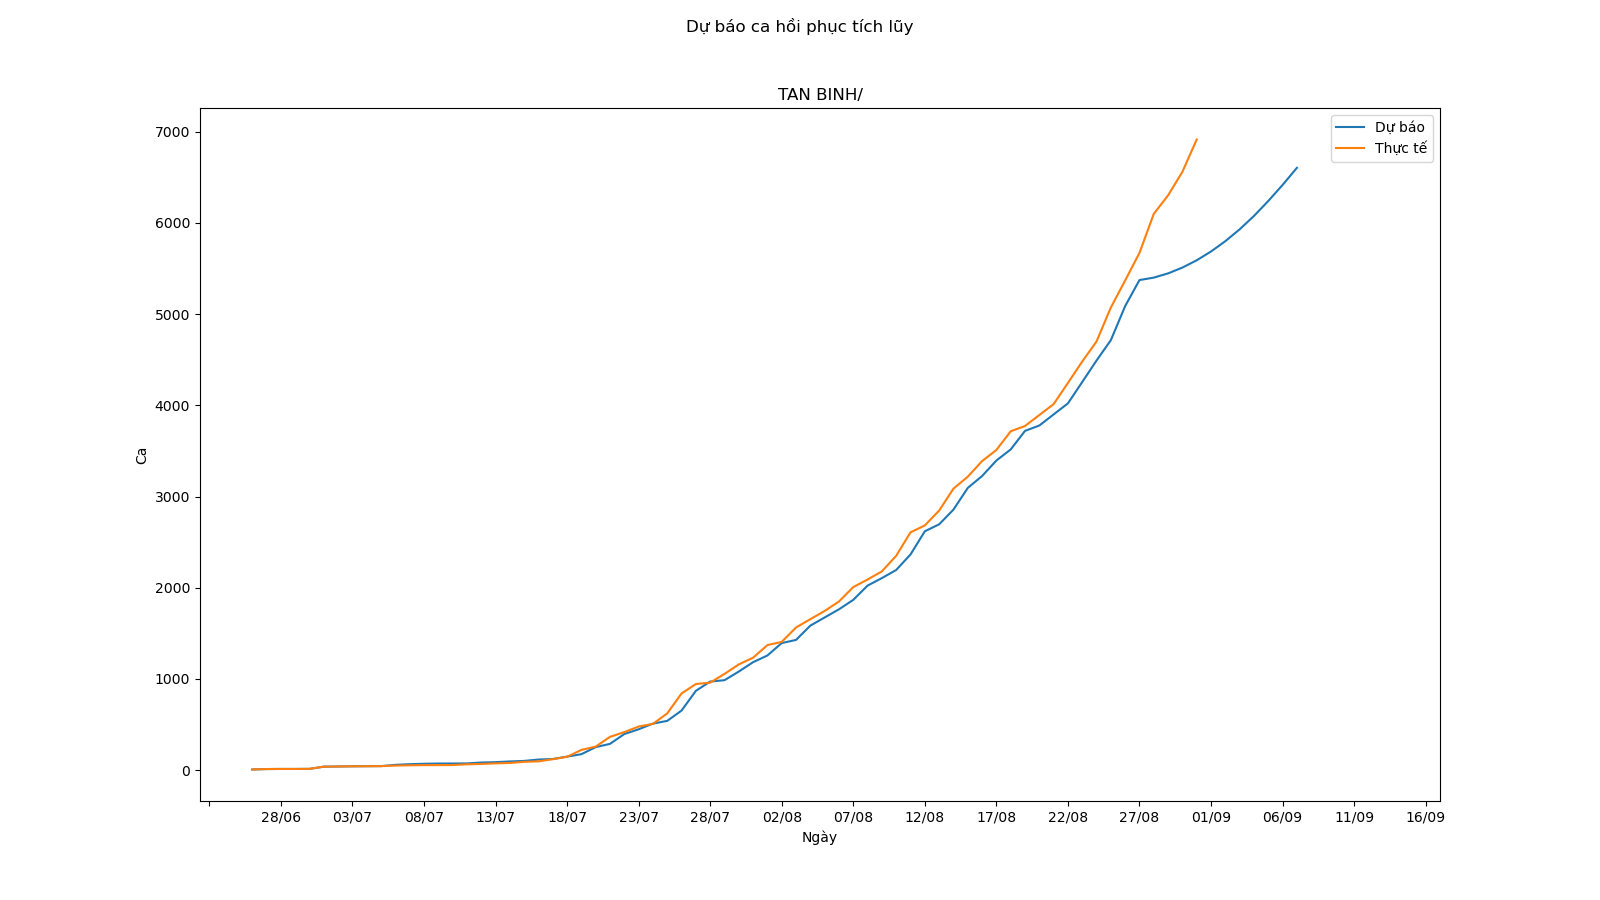 Dự báo ca hồi phục tích lũy
TAN BINH/
Dự báo
Thực tế
7000
6000
5000
4000
3000
2000
1000
0
Ca
28/06 03/07 08/07 13/07 18/07 23/07 28/07 02/08 07/08 12/08 17/08 22/08 27/08 01/09 06/09 11/09 16/09
Ngày